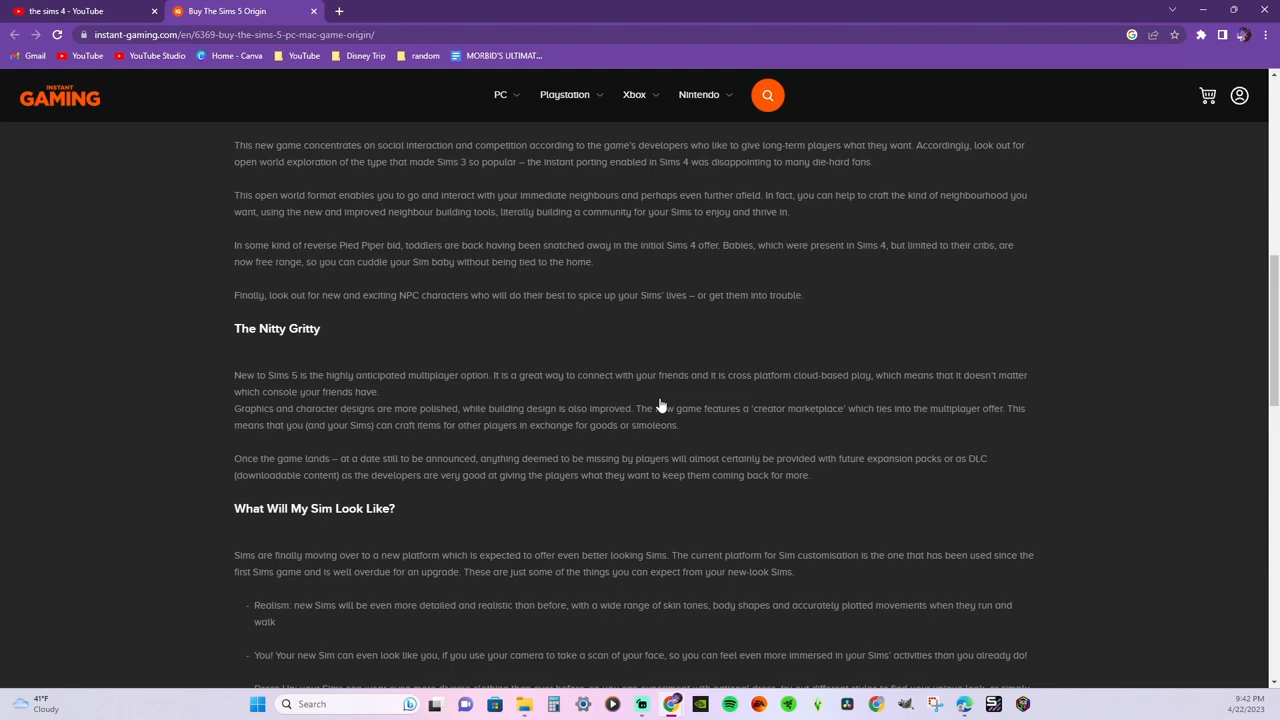 the sims 4 - YouTube
Buy The Sims 5 Origin
instant-gaming.com/en/6369-buy-the-sims-5-pc-mac-game-origin/
Gmail YouTube YouTube Studio Home - Canva YouTube Disney Trip random MORBID'S ULTIMAT...
INSTANT
GAMING
PC Playstation Xbox Nintendo
This new game concentrates on social interaction and competition according to the game's developers who like to give long-term players what they want. Accordingly, look out for
open world exploration of the type that made Sims 3 so popular – the instant porting enabled in Sims 4 was disappointing to many die-hard fans.
This open world format enables you to go and interact with your immediate neighbours and perhaps even further afield. In fact, you can help to craft the kind of neighbourhood you
want, using the new and improved neighbour building tools, literally building a community for your Sims to enjoy and thrive in.
In some kind of reverse Pied Piper bid, toddlers are back having been snatched away in the initial Sims 4 offer. Babies, which were present in Sims 4, but limited to their cribs, are
now free range, so you can cuddle your Sim baby without being tied to the home.
Finally, look out for new and exciting NPC characters who will do their best to spice up your Sims' lives – or get them into trouble.
The Nitty Gritty
New to Sims 5 is the highly anticipated multiplayer option. It is a great way to connect with your friends and it is cross platform cloud-based play, which means that it doesn't matter
which console your friends have.
Graphics and character designs are more polished, while building design is also improved. The new game features a 'creator marketplace' which ties into the multiplayer offer. This
means that you (and your Sims) can craft items for other players in exchange for goods or simoleons.
Once the game lands – at a date still to be announced, anything deemed to be missing by players will almost certainly be provided with future expansion packs or as DLC
(downloadable content) as the developers are very good at giving the players what they want to keep them coming back for more.
What Will My Sim Look Like?
Sims are finally moving over to a new platform which is expected to offer even better looking Sims. The current platform for Sim customisation is the one that has been used since the
first Sims game and is well overdue for an upgrade. These are just some of the things you can expect from your new-look Sims.
- Realism: new Sims will be even more detailed and realistic than before, with a wide range of skin tones, body shapes and accurately plotted movements when they run and
walk
- You! Your new Sim can even look like you, if you use your camera to take a scan of your face, so you can feel even more immersed in your Sims' activities than you already do!
41°F
Cloudy
Search
9:42 PM
4/22/2023